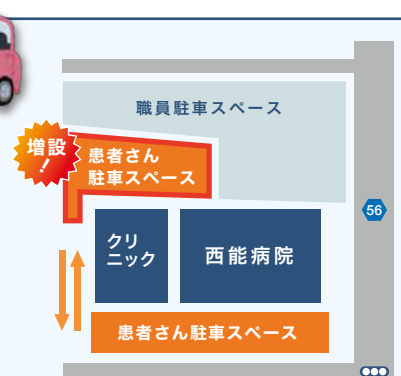 職員駐車スペース
増設
!
患者さん
駐車スペース
56
クリ
ニック
西能病院
患者さん駐車スペース